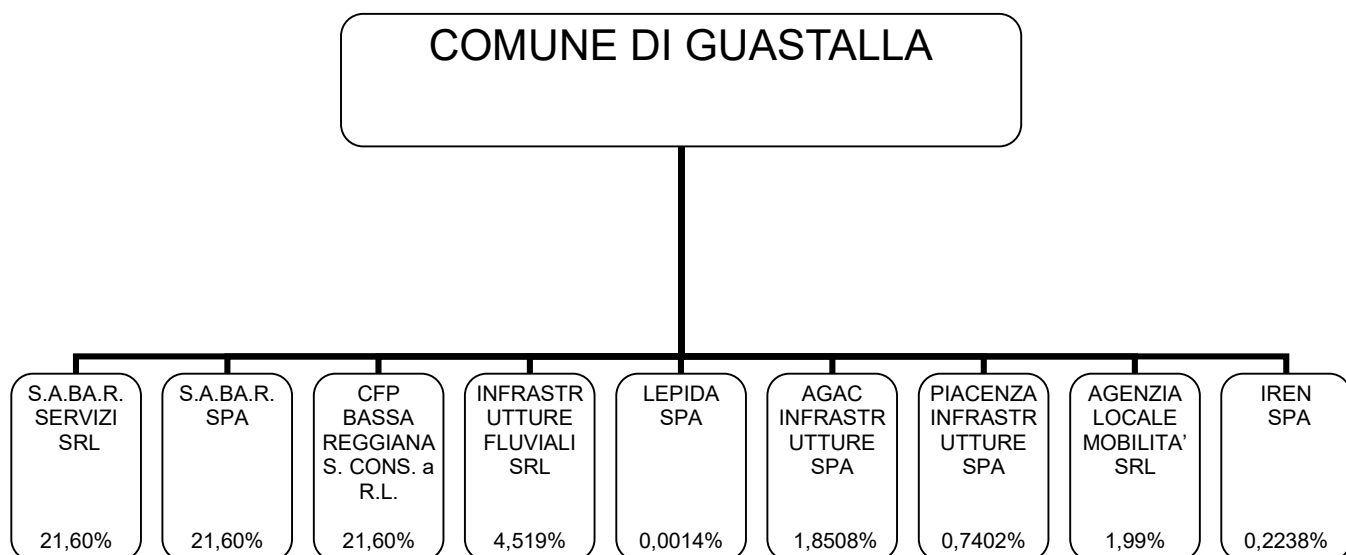 COMUNE DI GUASTALLA
S.A.BA.R.
SERVIZI
SRL
21,60%
S.A.BA.R.
SPA
21,60%
CFP
BASSA
REGGIANA
S. CONS. a
R.L.
21,60%
INFRASTR
UTTURE
FLUVIALI
SRL
4,519%
LEPIDA
SPA
0,0014%
AGAC
INFRASTR
UTTURE
SPA
1,8508%
PIACENZA
INFRASTR
UTTURE
SPA
0,7402%
AGENZIA
LOCALE
MOBILITA’
SRL
1,99%
IREN
SPA
0,2238%